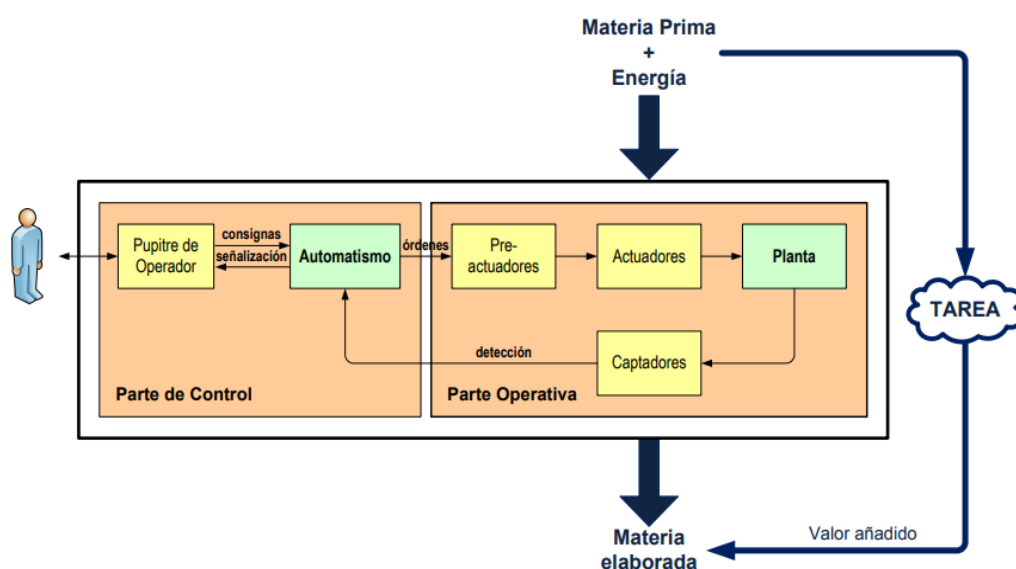 Materia Prima
+
Energía
Pupitre de
Operador
consignas
señalización
Automatismo
órdenes
Pre-
actuadores
Actuadores
Planta
TAREA
detección
Captadores
Parte de Control
Parte Operativa
Materia
elaborada
Valor añadido